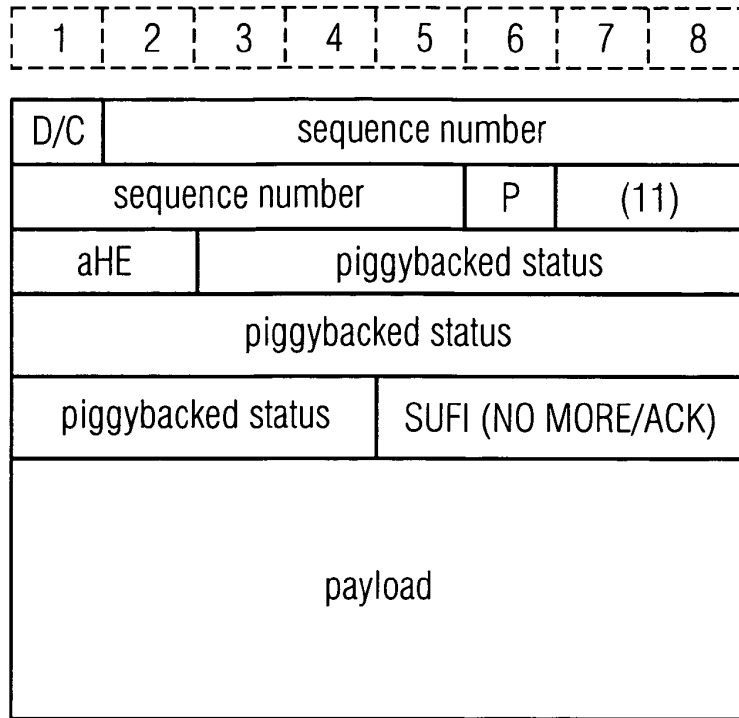 1 2 3 4 5 6 7 8
D/C sequence number
sequence number P (11)
aHE piggybacked status
piggybacked status
piggybacked status SUFI (NO MORE/ACK)
payload